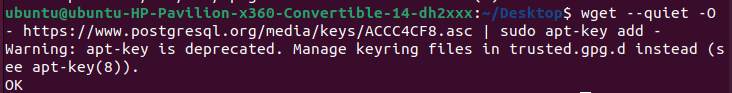 ubuntu@ubuntu-HP-Pavilion-x360-Convertible-14-dh2xxx:~/Desktop$ wget --quiet -O
- https://www.postgresql.org/media/keys/ACCC4CF8.asc | sudo apt-key add -
Warning: apt-key is deprecated. Manage keyring files in trusted.gpg.d instead (s
ee apt-key(8)).
OK